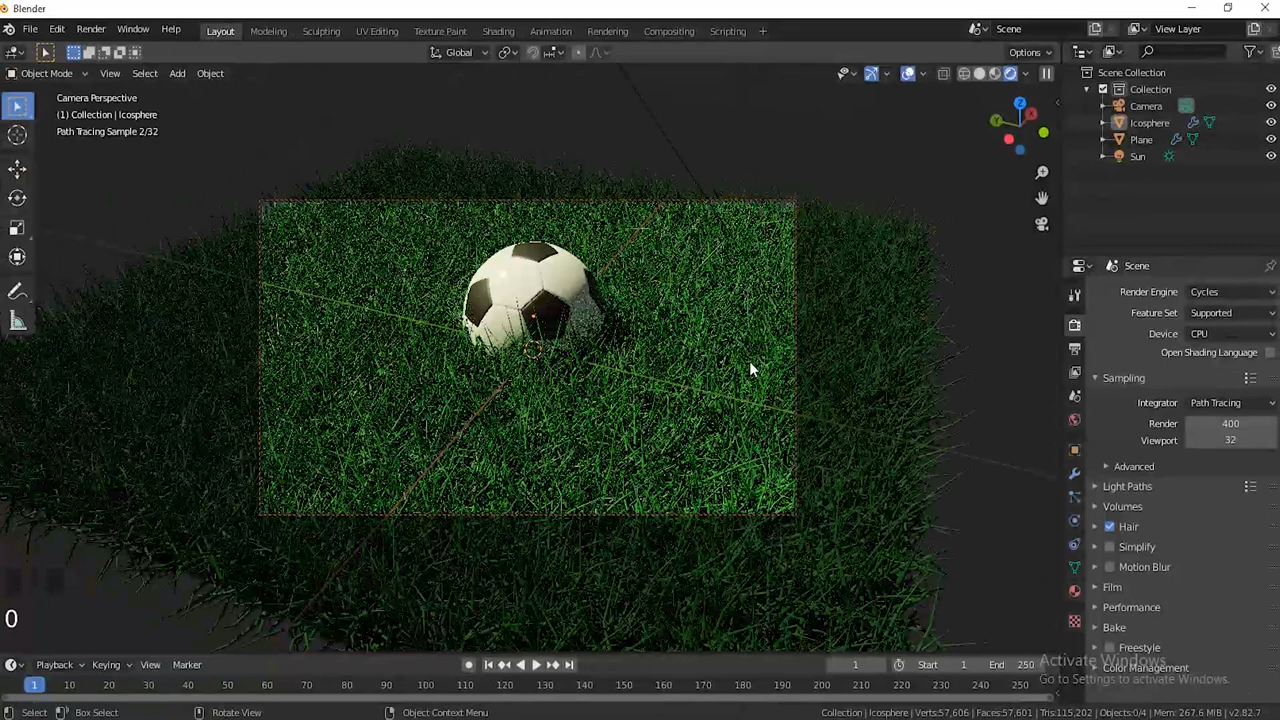 Blender
File Edit Render Window Help Layout Modeling Sculpting UV Editing Texture Paint Shading Animation Rendering Compositing Scripting + Scene View Layer
Global Options
Object Mode View Select Add Object
Scene Collection
Collection
Camera
Icosphere
Plane
Sun
Camera Perspective
(1) Collection | Icosphere
Path Tracing Sample 2/32
Z
X
Y
Scene
Render Engine Cycles
Feature Set Supported
Device CPU
Open Shading Language
Sampling
Integrator Path Tracing
Render 400
Viewport 32
Advanced
Light Paths
Volumes
Hair
Simplify
Motion Blur
Film
Performance
Bake
Freestyle
Color Management
0
Activate Windows
Go to Settings to activate Windows.
Playback Keying View Marker 1 Start 1 End 250
1 10 20 30 40 50 60 70 80 90 100 110 120 130 140 150 160 170 180 190 200 210 220 230 240 250
Select Box Select Rotate View Object Context Menu Collection | Icosphere | Verts:57,606 | Faces:57,601 | Tris:115,202 | Objects:0/4 | Mem: 267.6 MiB | v2.82.7